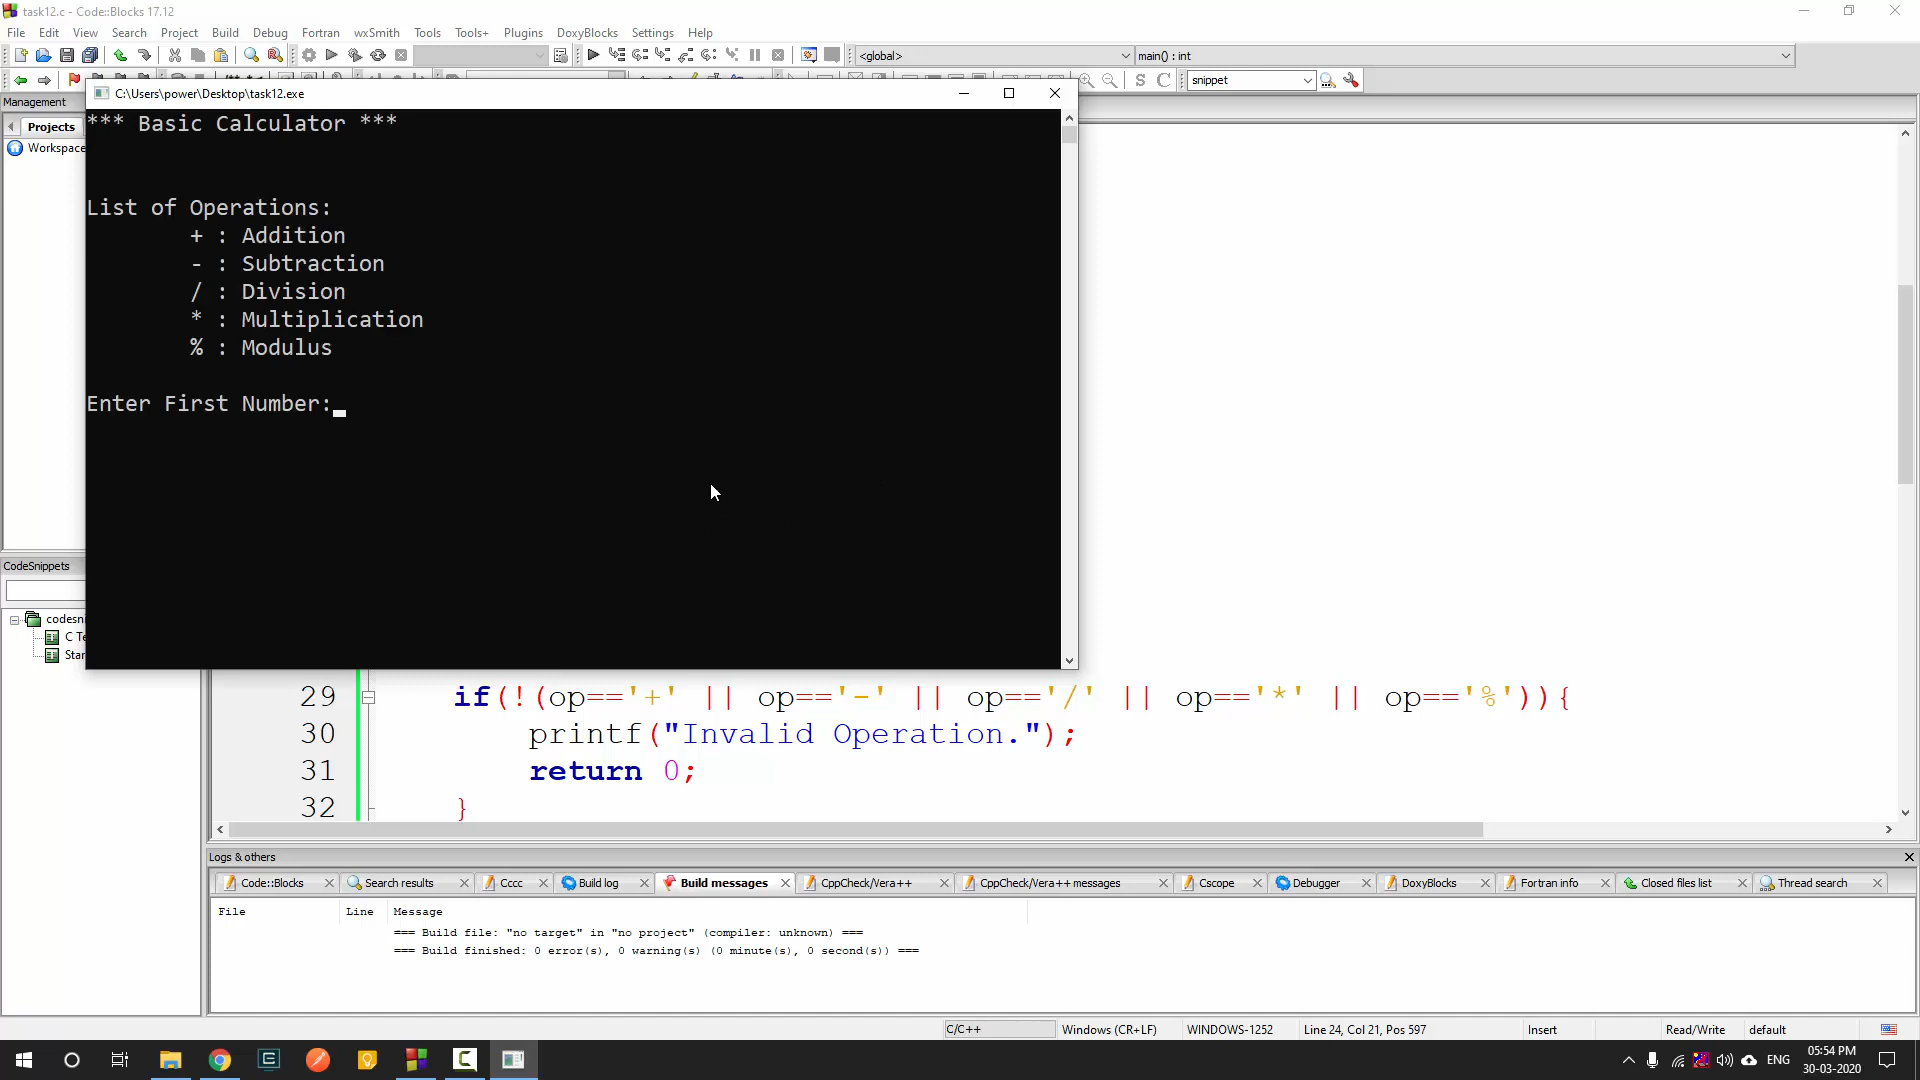 task12.c - Code::Blocks 17.12
File Edit View Search Project Build Debug Fortran wxSmith Tools Tools+ Plugins DoxyBlocks Settings Help
<global>
main() : int
S C snippet
Management
Projects
Workspace
C:\Users\power\Desktop\task12.exe
*** Basic Calculator ***
List of Operations:
+ : Addition
- : Subtraction
/ : Division
* : Multiplication
% : Modulus
Enter First Number:
CodeSnippets
codesni
C Te
Star
29 if(!(op=='+' || op=='-' || op=='/' || op=='*' || op=='%')){
30 printf("Invalid Operation.");
31 return 0;
32 }
Logs & others
Code::Blocks Search results Cccc Build log Build messages CppCheck/Vera++ CppCheck/Vera++ messages Cscope Debugger DoxyBlocks Fortran info Closed files list Thread search
File Line Message
=== Build file: "no target" in "no project" (compiler: unknown) ===
=== Build finished: 0 error(s), 0 warning(s) (0 minute(s), 0 second(s)) ===
C/C++ Windows (CR+LF) WINDOWS-1252 Line 24, Col 21, Pos 597 Insert Read/Write default
ENG
05:54 PM
30-03-2020